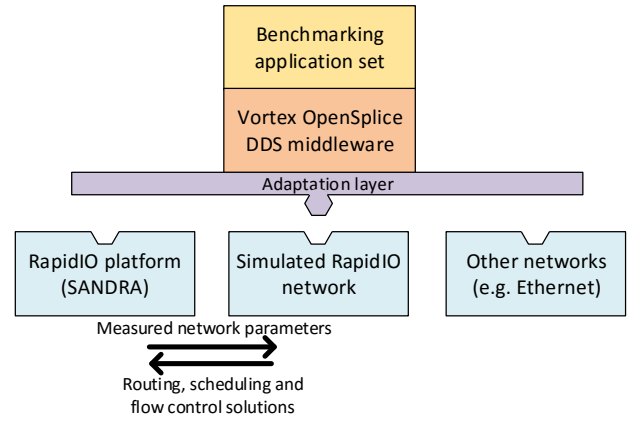 Benchmarking
application set
Vortex OpenSplice
DDS middleware
Adaptation layer
RapidIO platform
(SANDRA)
Simulated RapidIO
network
Other networks
(e.g. Ethernet)
Measured network parameters
Routing, scheduling and
flow control solutions